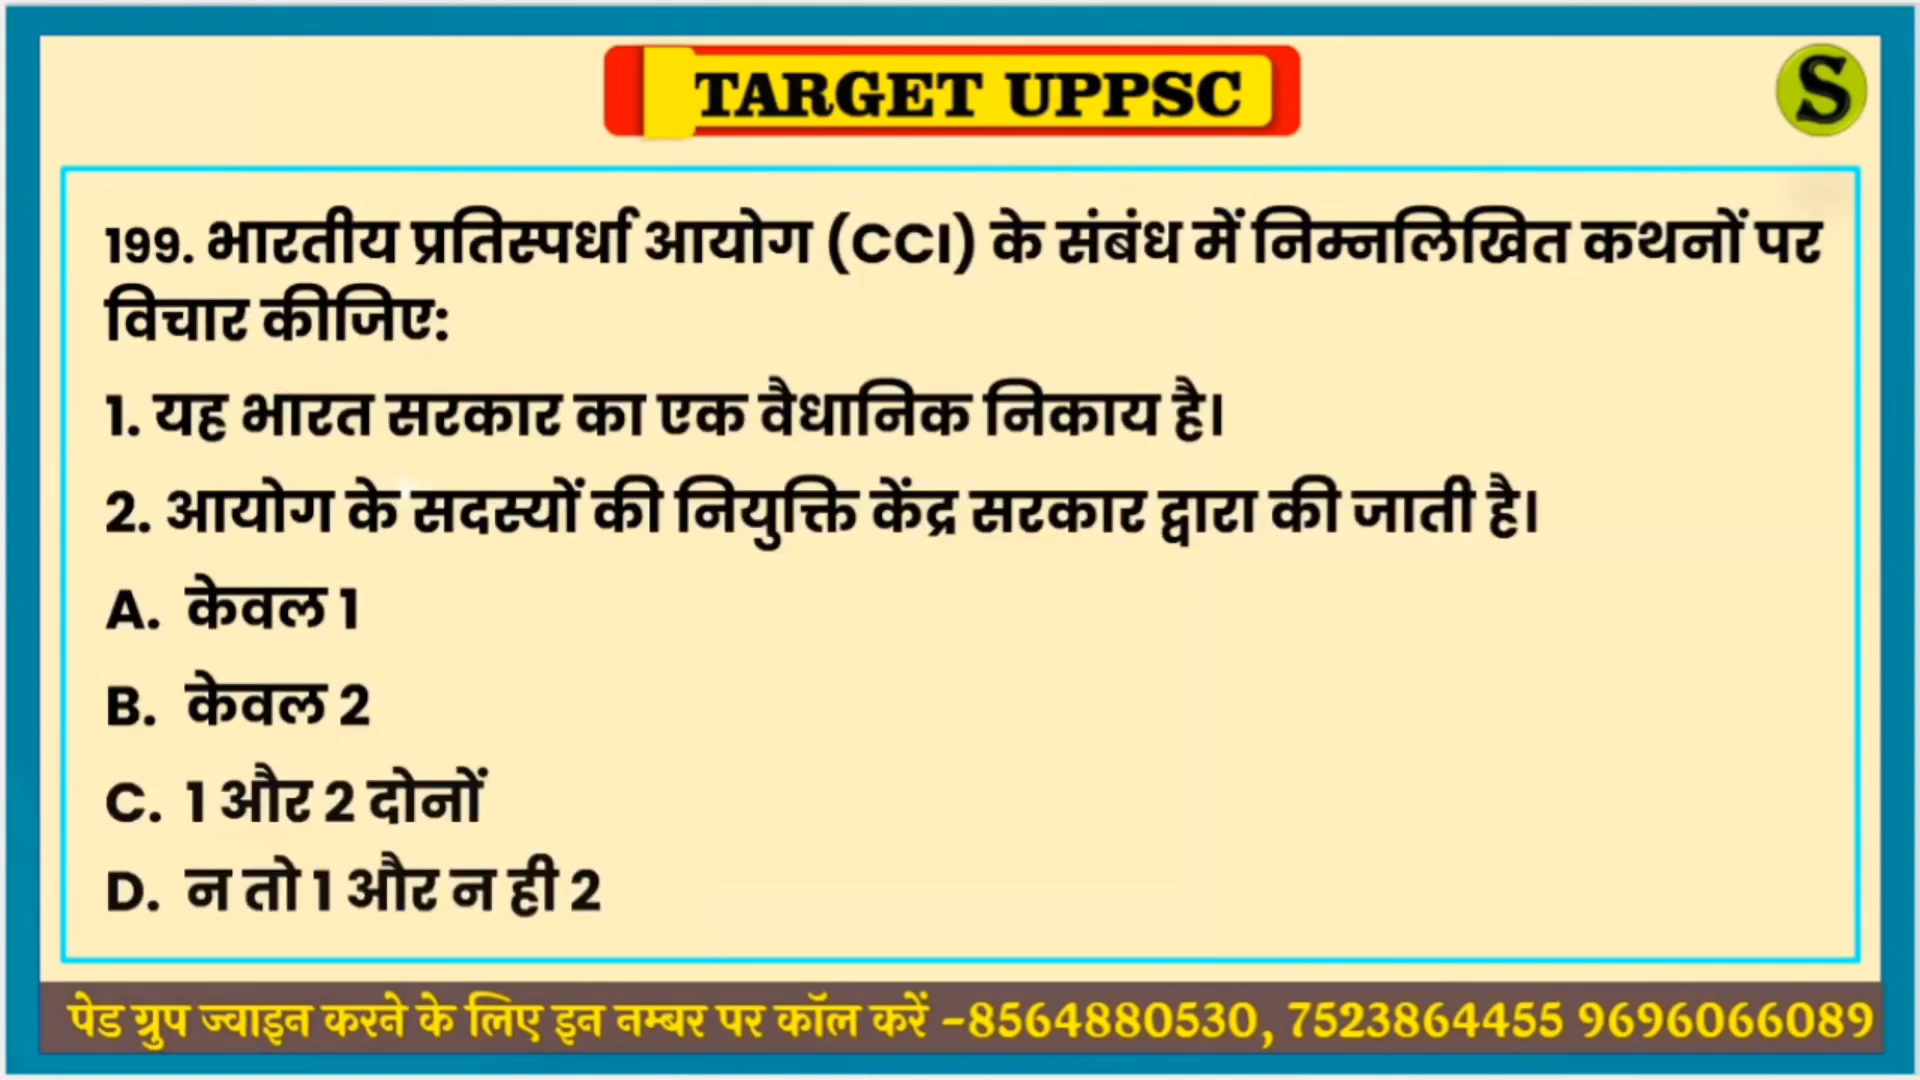 TARGET UPPSC
S
199. भारतीय प्रतिस्पर्धा आयोग (CCI) के संबंध में निम्नलिखित कथनों पर
विचार कीजिए:
1. यह भारत सरकार का एक वैधानिक निकाय है।
2. आयोग के सदस्यों की नियुक्ति केंद्र सरकार द्वारा की जाती है।
A. केवल 1
B. केवल 2
C. 1 और 2 दोनों
D. न तो 1 और न ही 2
पेड ग्रुप ज्वाइन करने के लिए इन नम्बर पर कॉल करें -8564880530, 7523864455 9696066089